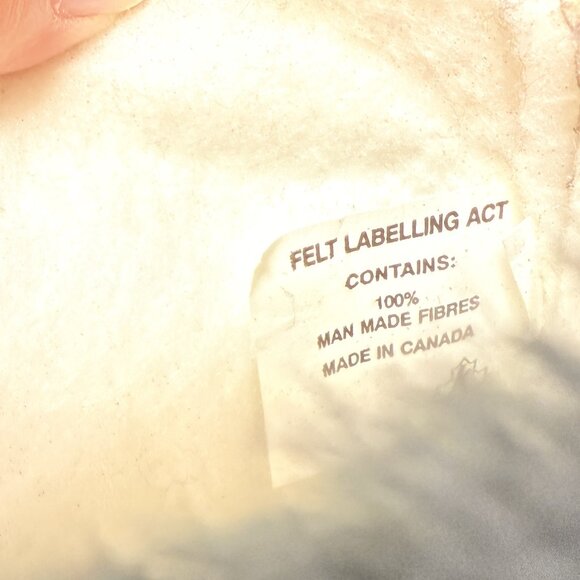 FELT LABELLING ACT
CONTAINS:
100%
MAN MADE FIBRES
MADE IN CANADA